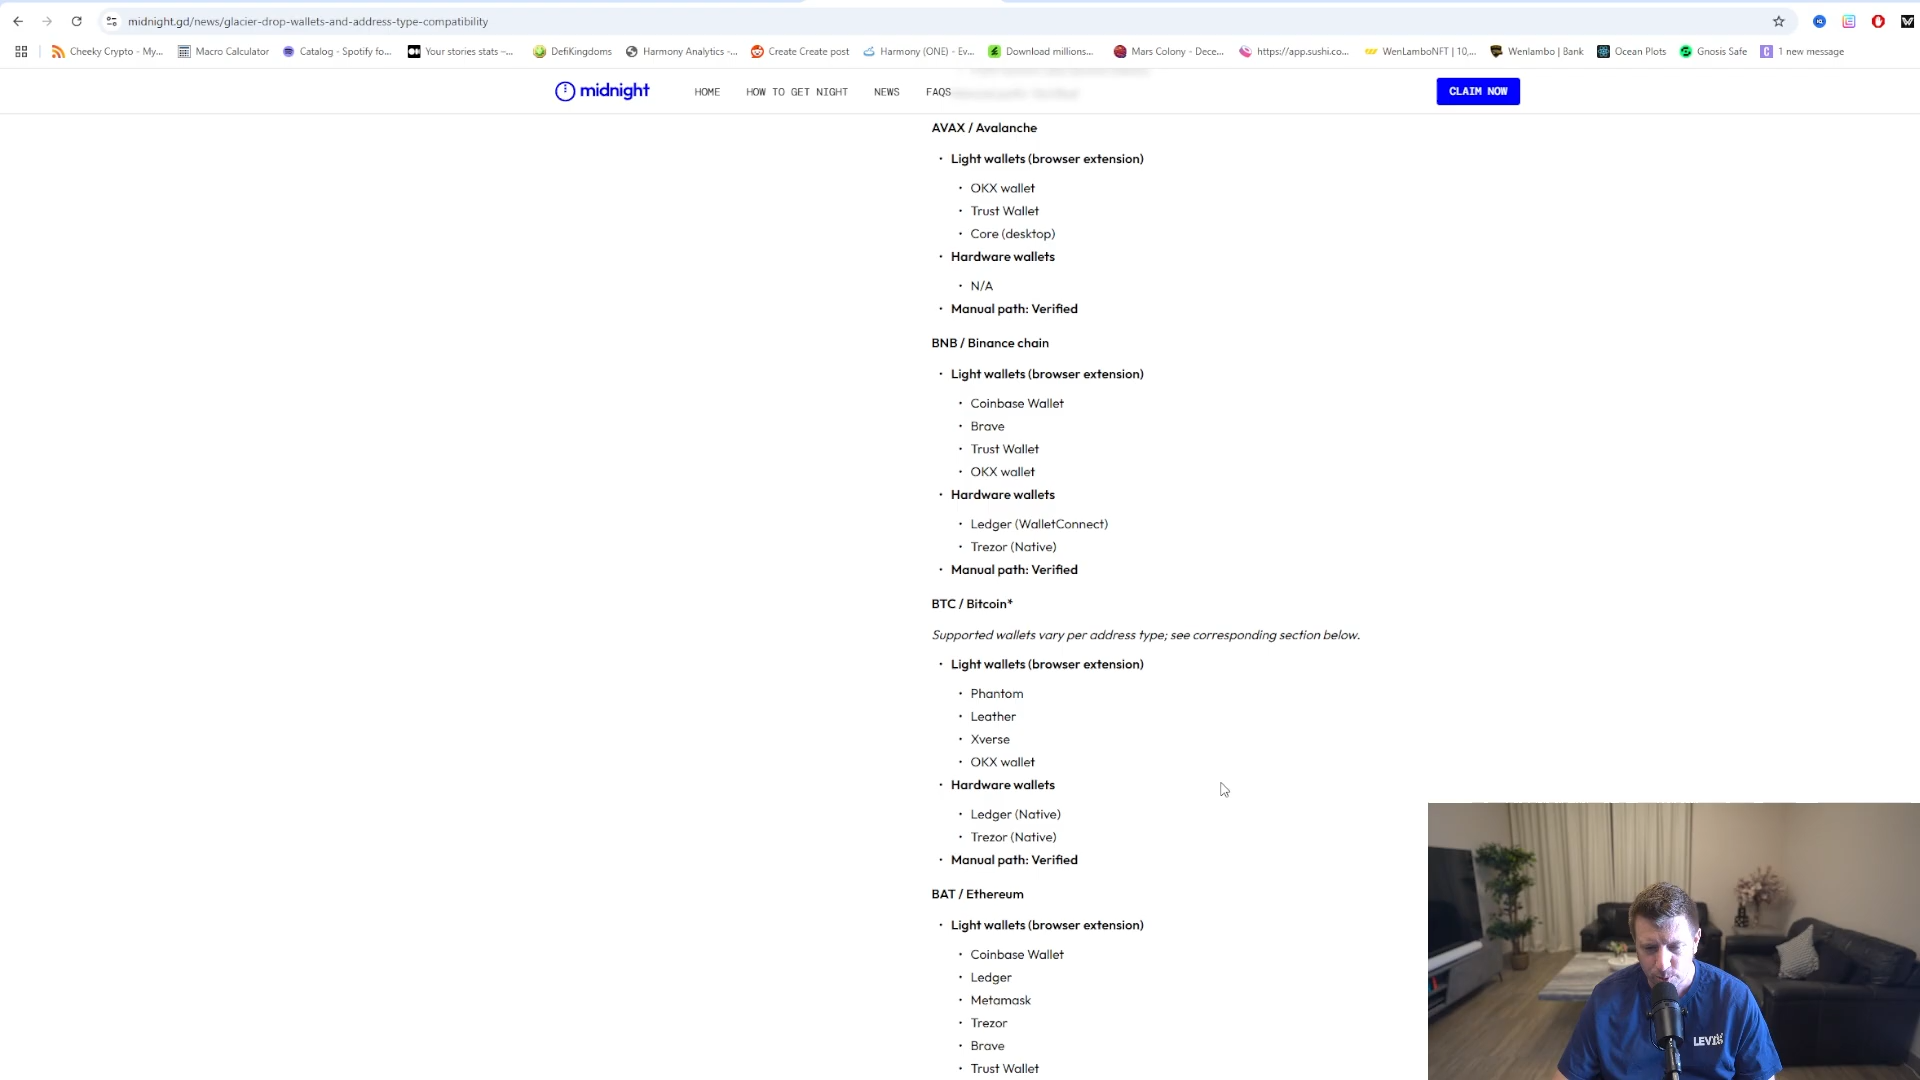 midnight.gd/news/glacier-drop-wallets-and-address-type-compatibility
Cheeky Crypto - My...
Macro Calculator
Catalog - Spotify fo...
Your stories stats –...
DefiKingdoms
Harmony Analytics -...
Create Create post
Harmony (ONE) - Ev...
Download millions...
Mars Colony - Dece...
https://app.sushi.co...
WenLamboNFT | 10,...
Wenlambo | Bank
Ocean Plots
Gnosis Safe
1 new message
midnight
HOME
HOW TO GET NIGHT
NEWS
FAQS
CLAIM NOW
AVAX / Avalanche
• Light wallets (browser extension)
• OKX wallet
• Trust Wallet
• Core (desktop)
• Hardware wallets
• N/A
• Manual path: Verified
BNB / Binance chain
• Light wallets (browser extension)
• Coinbase Wallet
• Brave
• Trust Wallet
• OKX wallet
• Hardware wallets
• Ledger (WalletConnect)
• Trezor (Native)
• Manual path: Verified
BTC / Bitcoin*
Supported wallets vary per address type; see corresponding section below.
• Light wallets (browser extension)
• Phantom
• Leather
• Xverse
• OKX wallet
• Hardware wallets
• Ledger (Native)
• Trezor (Native)
• Manual path: Verified
BAT / Ethereum
• Light wallets (browser extension)
• Coinbase Wallet
• Ledger
• Metamask
• Trezor
• Brave
• Trust Wallet